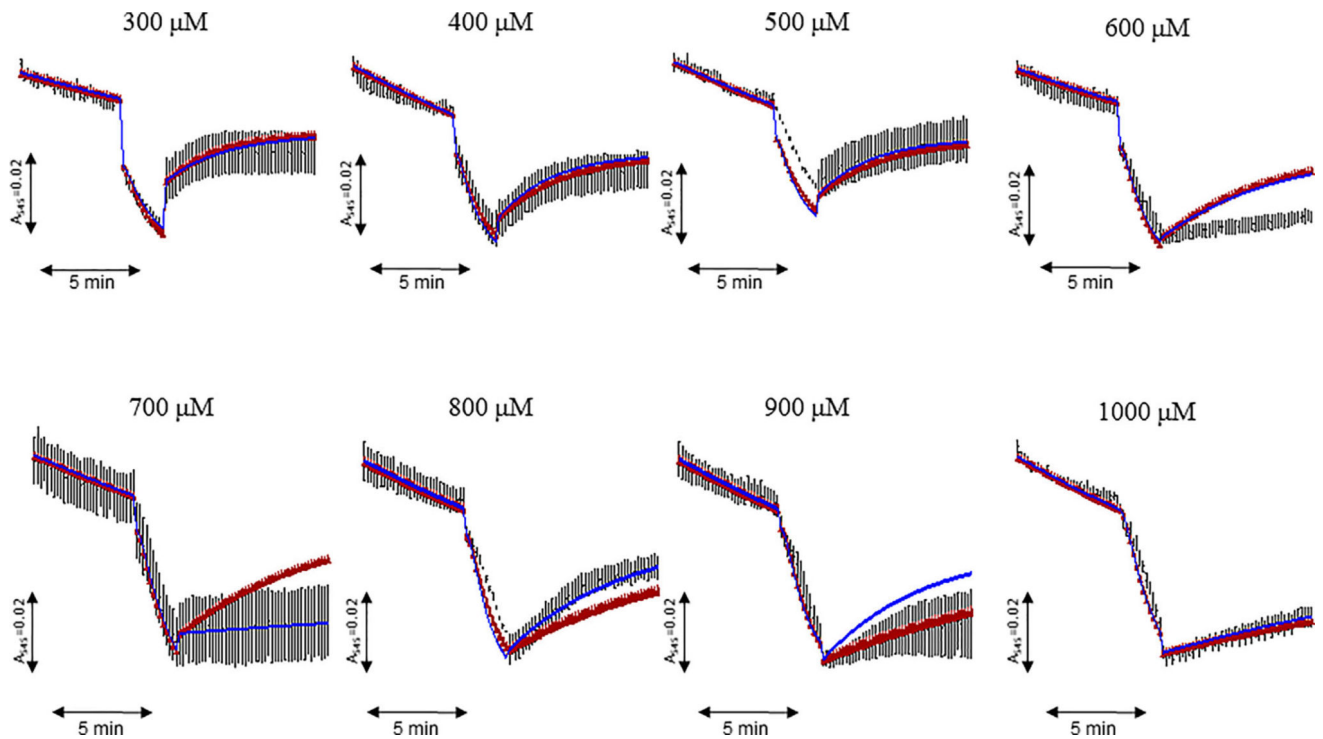 300 μM
400 μM
500 μM
600 μM
A₅₄₅=0.02
A₅₄₅=0.02
A₅₄₅=0.02
A₅₄₅=0.02
5 min
5 min
5 min
5 min
700 μM
800 μM
900 μM
1000 μM
A₅₄₅=0.02
A₅₄₅=0.02
A₅₄₅=0.02
A₅₄₅=0.02
5 min
5 min
5 min
5 min